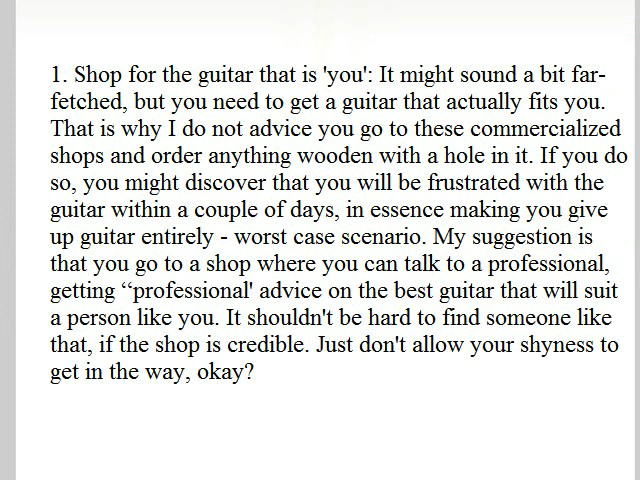 1. Shop for the guitar that is 'you': It might sound a bit far-
fetched, but you need to get a guitar that actually fits you.
That is why I do not advice you go to these commercialized
shops and order anything wooden with a hole in it. If you do
so, you might discover that you will be frustrated with the
guitar within a couple of days, in essence making you give
up guitar entirely - worst case scenario. My suggestion is
that you go to a shop where you can talk to a professional,
getting “professional' advice on the best guitar that will suit
a person like you. It shouldn't be hard to find someone like
that, if the shop is credible. Just don't allow your shyness to
get in the way, okay?